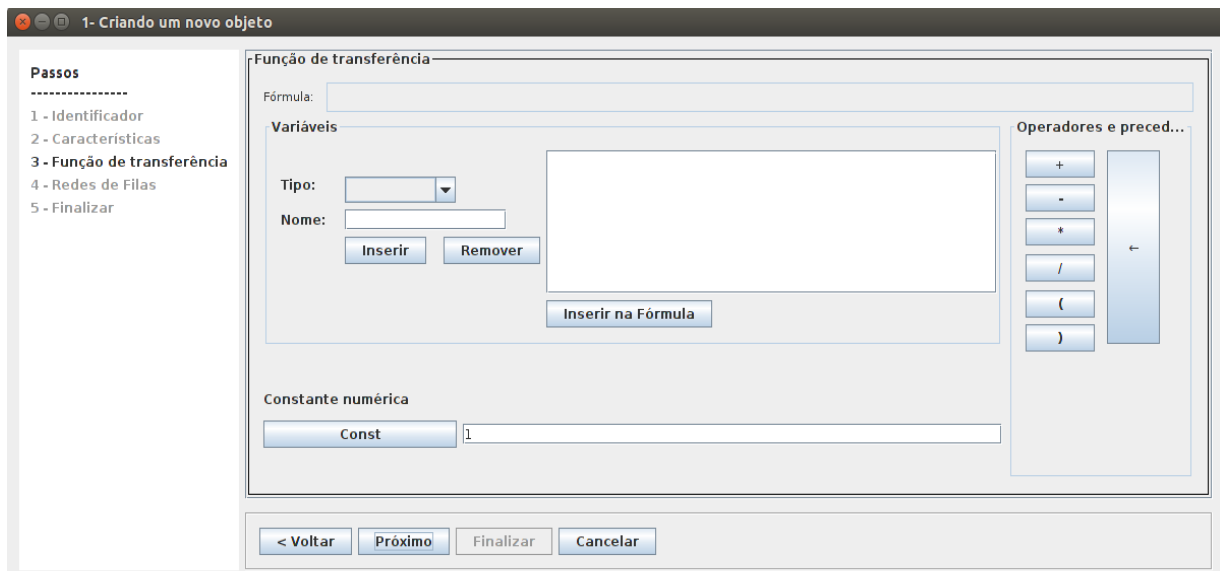 1- Criando um novo objeto
Passos
----------------
1 - Identificador
2 - Características
3 - Função de transferência
4 - Redes de Filas
5 - Finalizar
Função de transferência
Fórmula:
Variáveis
Tipo:
Nome:
Inserir Remover
Inserir na Fórmula
Operadores e preced...
+
-
*
/
(
)
←
Constante numérica
Const 1
< Voltar Próximo Finalizar Cancelar